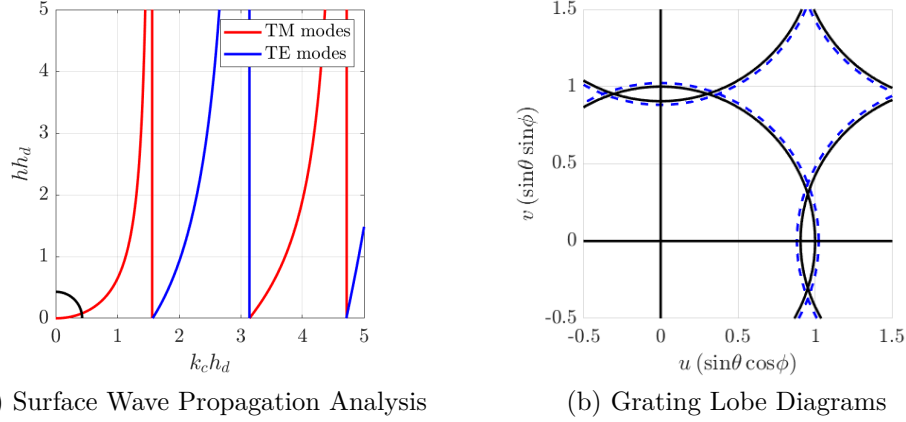 5
4
3
2
1
0
0
1
2
3
4
5
hh_d
k_c h_d
TM modes
TE modes
) Surface Wave Propagation Analysis
1.5
1
0.5
0
-0.5
-0.5
0
0.5
1
1.5
v (sinθ sinϕ)
u (sinθ cosϕ)
(b) Grating Lobe Diagrams